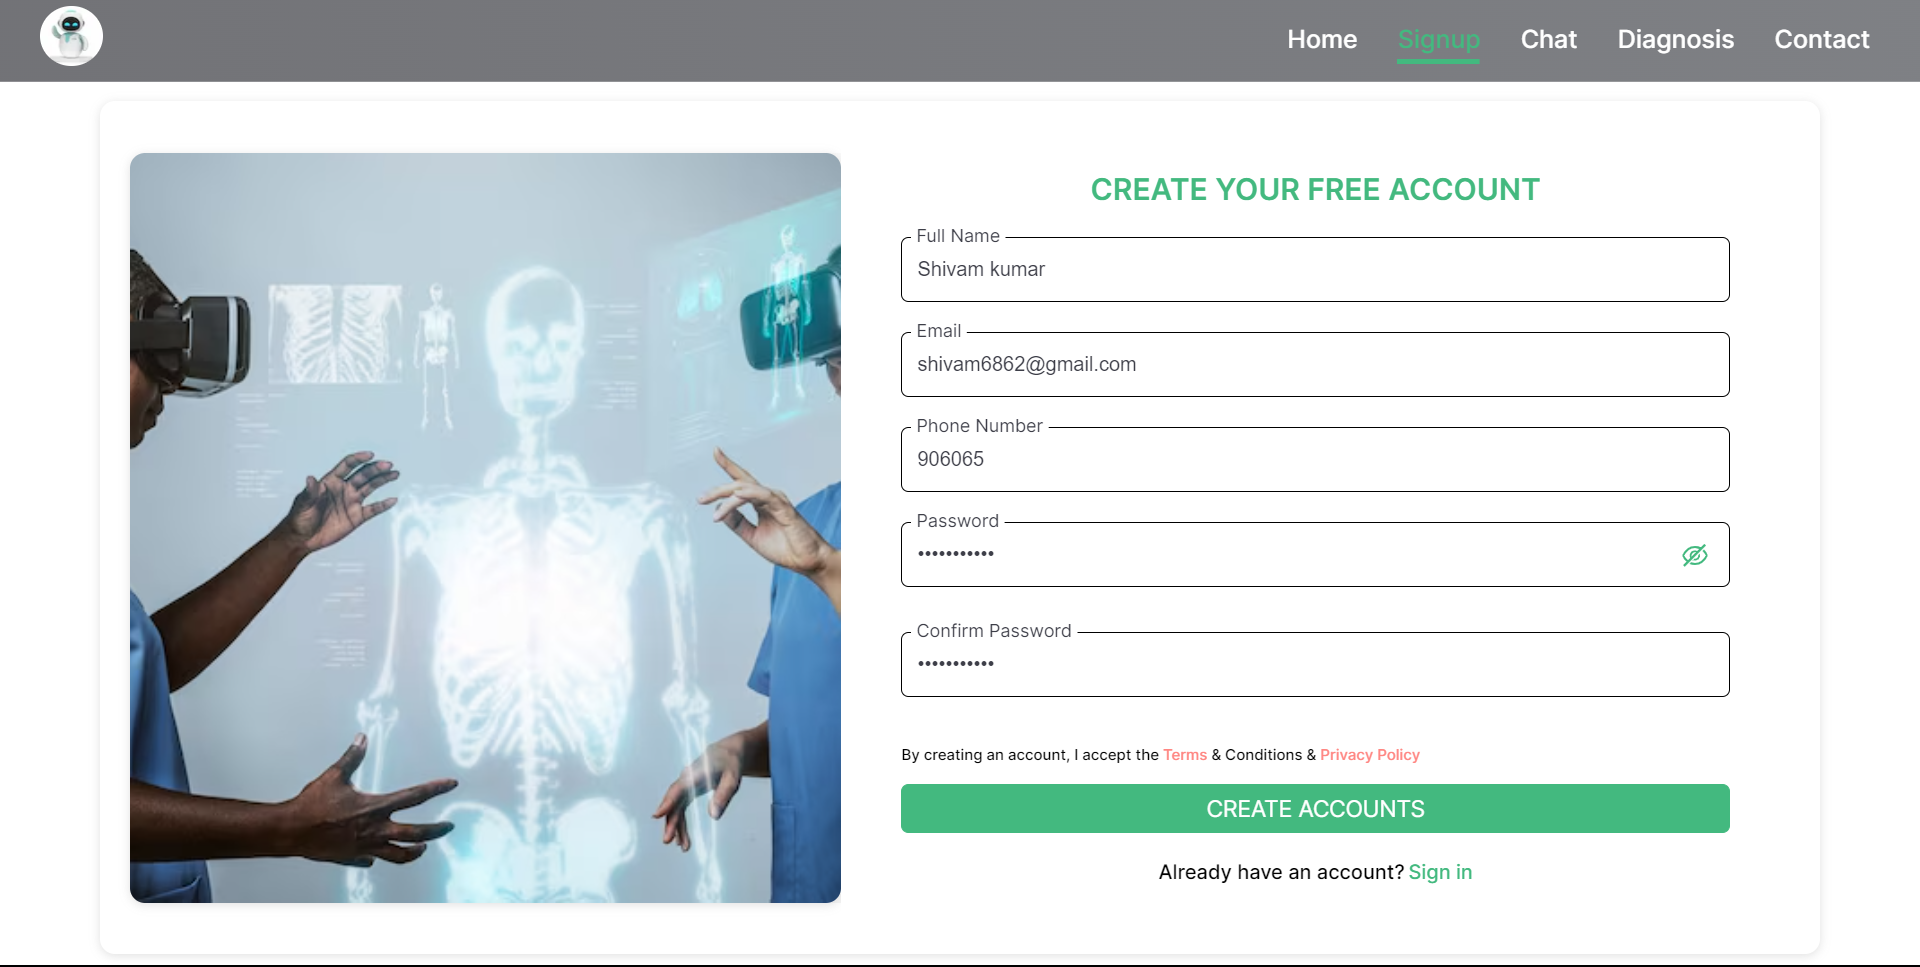 Home Signup Chat Diagnosis Contact
CREATE YOUR FREE ACCOUNT
Full Name
Shivam kumar
Email
shivam6862@gmail.com
Phone Number
906065
Password
•••••••••••
Confirm Password
•••••••••••
By creating an account, I accept the Terms & Conditions & Privacy Policy
CREATE ACCOUNTS
Already have an account? Sign in